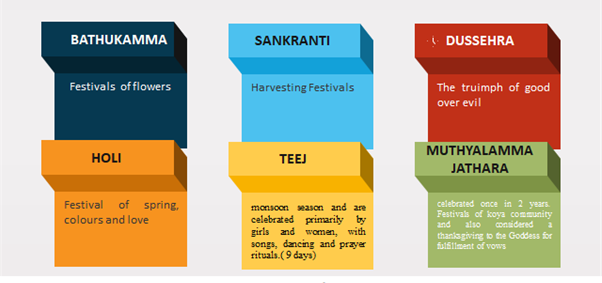 BATHUKAMMA
Festivals of flowers
SANKRANTI
Harvesting Festivals
DUSSEHRA
The truimph of good
over evil
HOLI
Festival of spring,
colours and love
TEEJ
monsoon season and are
celebrated primarily by
girls and women, with
songs, dancing and prayer
rituals.( 9 days)
MUTHYALAMMA
JATHARA
celebrated once in 2 years.
Festivals of koya community
and also considered a
thanksgiving to the Goddess for
fulfillment of vows